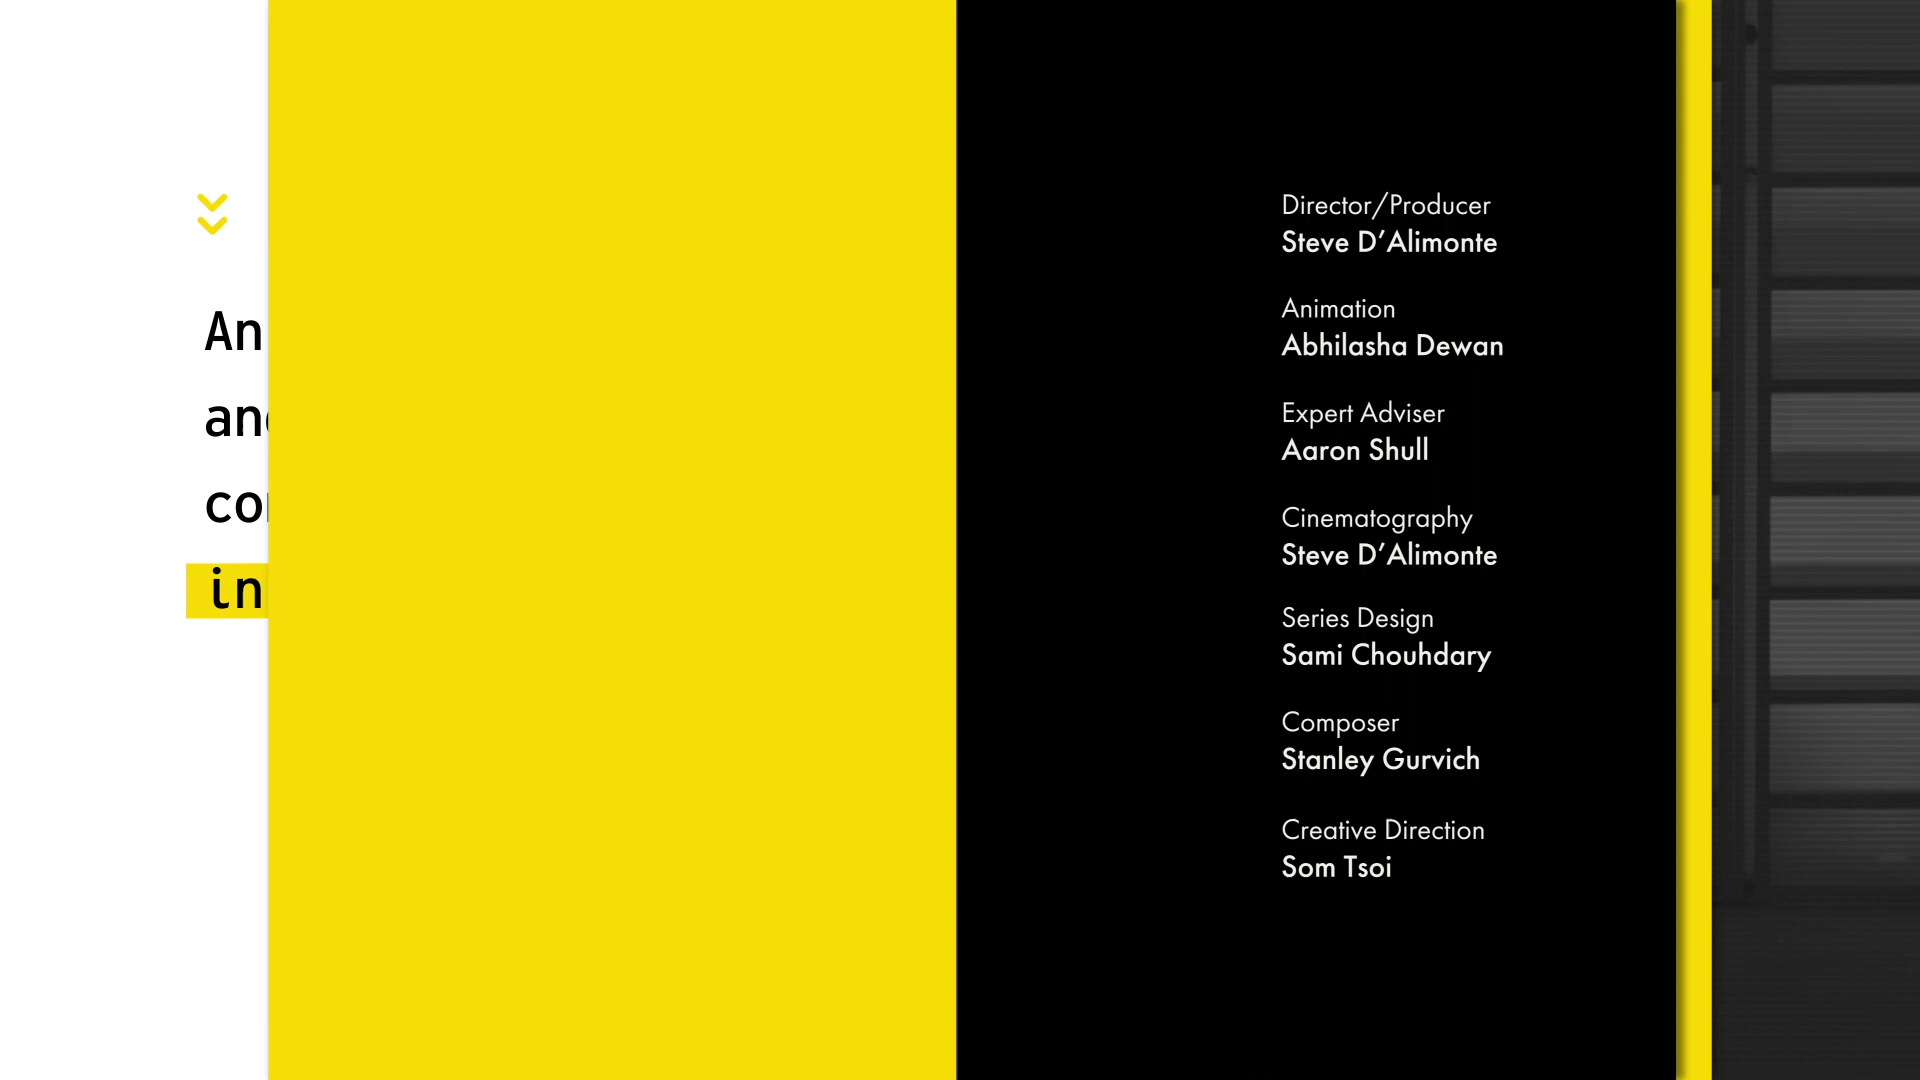 An
an
co
in
Director/Producer
Steve D’Alimonte
Animation
Abhilasha Dewan
Expert Adviser
Aaron Shull
Cinematography
Steve D’Alimonte
Series Design
Sami Chouhdary
Composer
Stanley Gurvich
Creative Direction
Som Tsoi